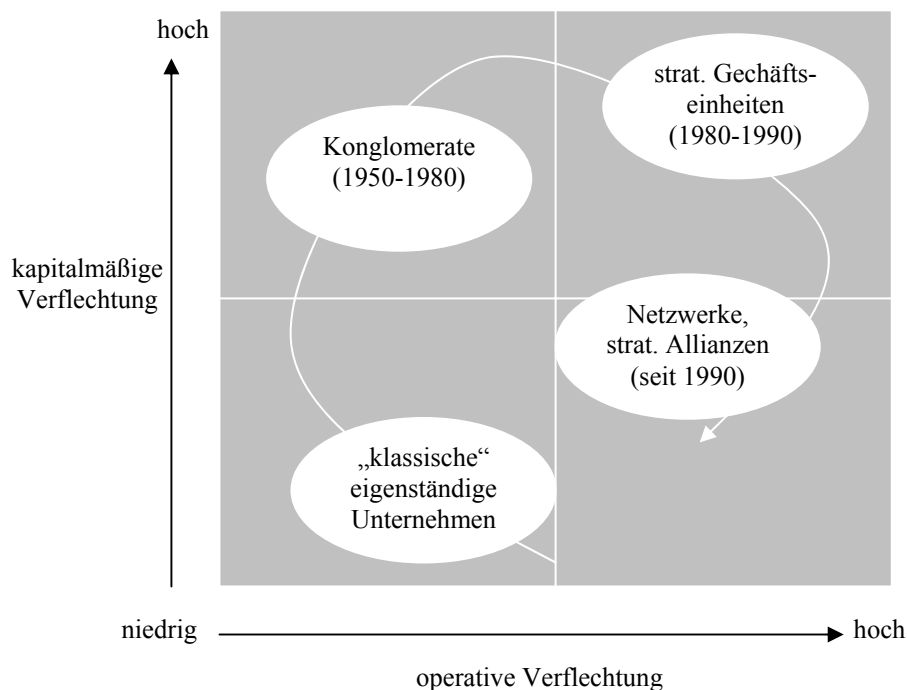 hoch
strat. Gechäfts-
einheiten
(1980-1990)
Konglomerate
(1950-1980)
kapitalmäßige
Verflechtung
Netzwerke,
strat. Allianzen
(seit 1990)
„klassische“
eigenständige
Unternehmen
niedrig
hoch
operative Verflechtung